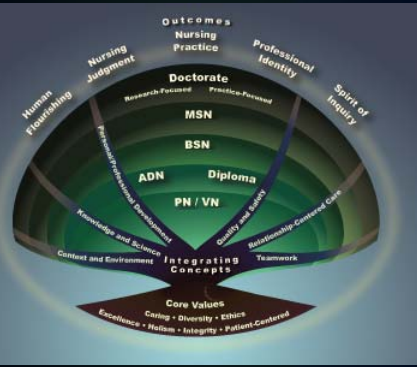 Outcomes
Nursing
Practice
Nursing
Judgment
Professional
Identity
Human
Flourishing
Spirit of
Inquiry
Doctorate
Research-Focused Practice-Focused
MSN
BSN
ADN Diploma
PN / VN
Personal/Professional Development
Quality and Safety
Knowledge and Science
Relationship-Centered Care
Context and Environment
Teamwork
Integrating
Concepts
Core Values
Caring • Diversity • Ethics
Excellence • Holism • Integrity • Patient-Centered